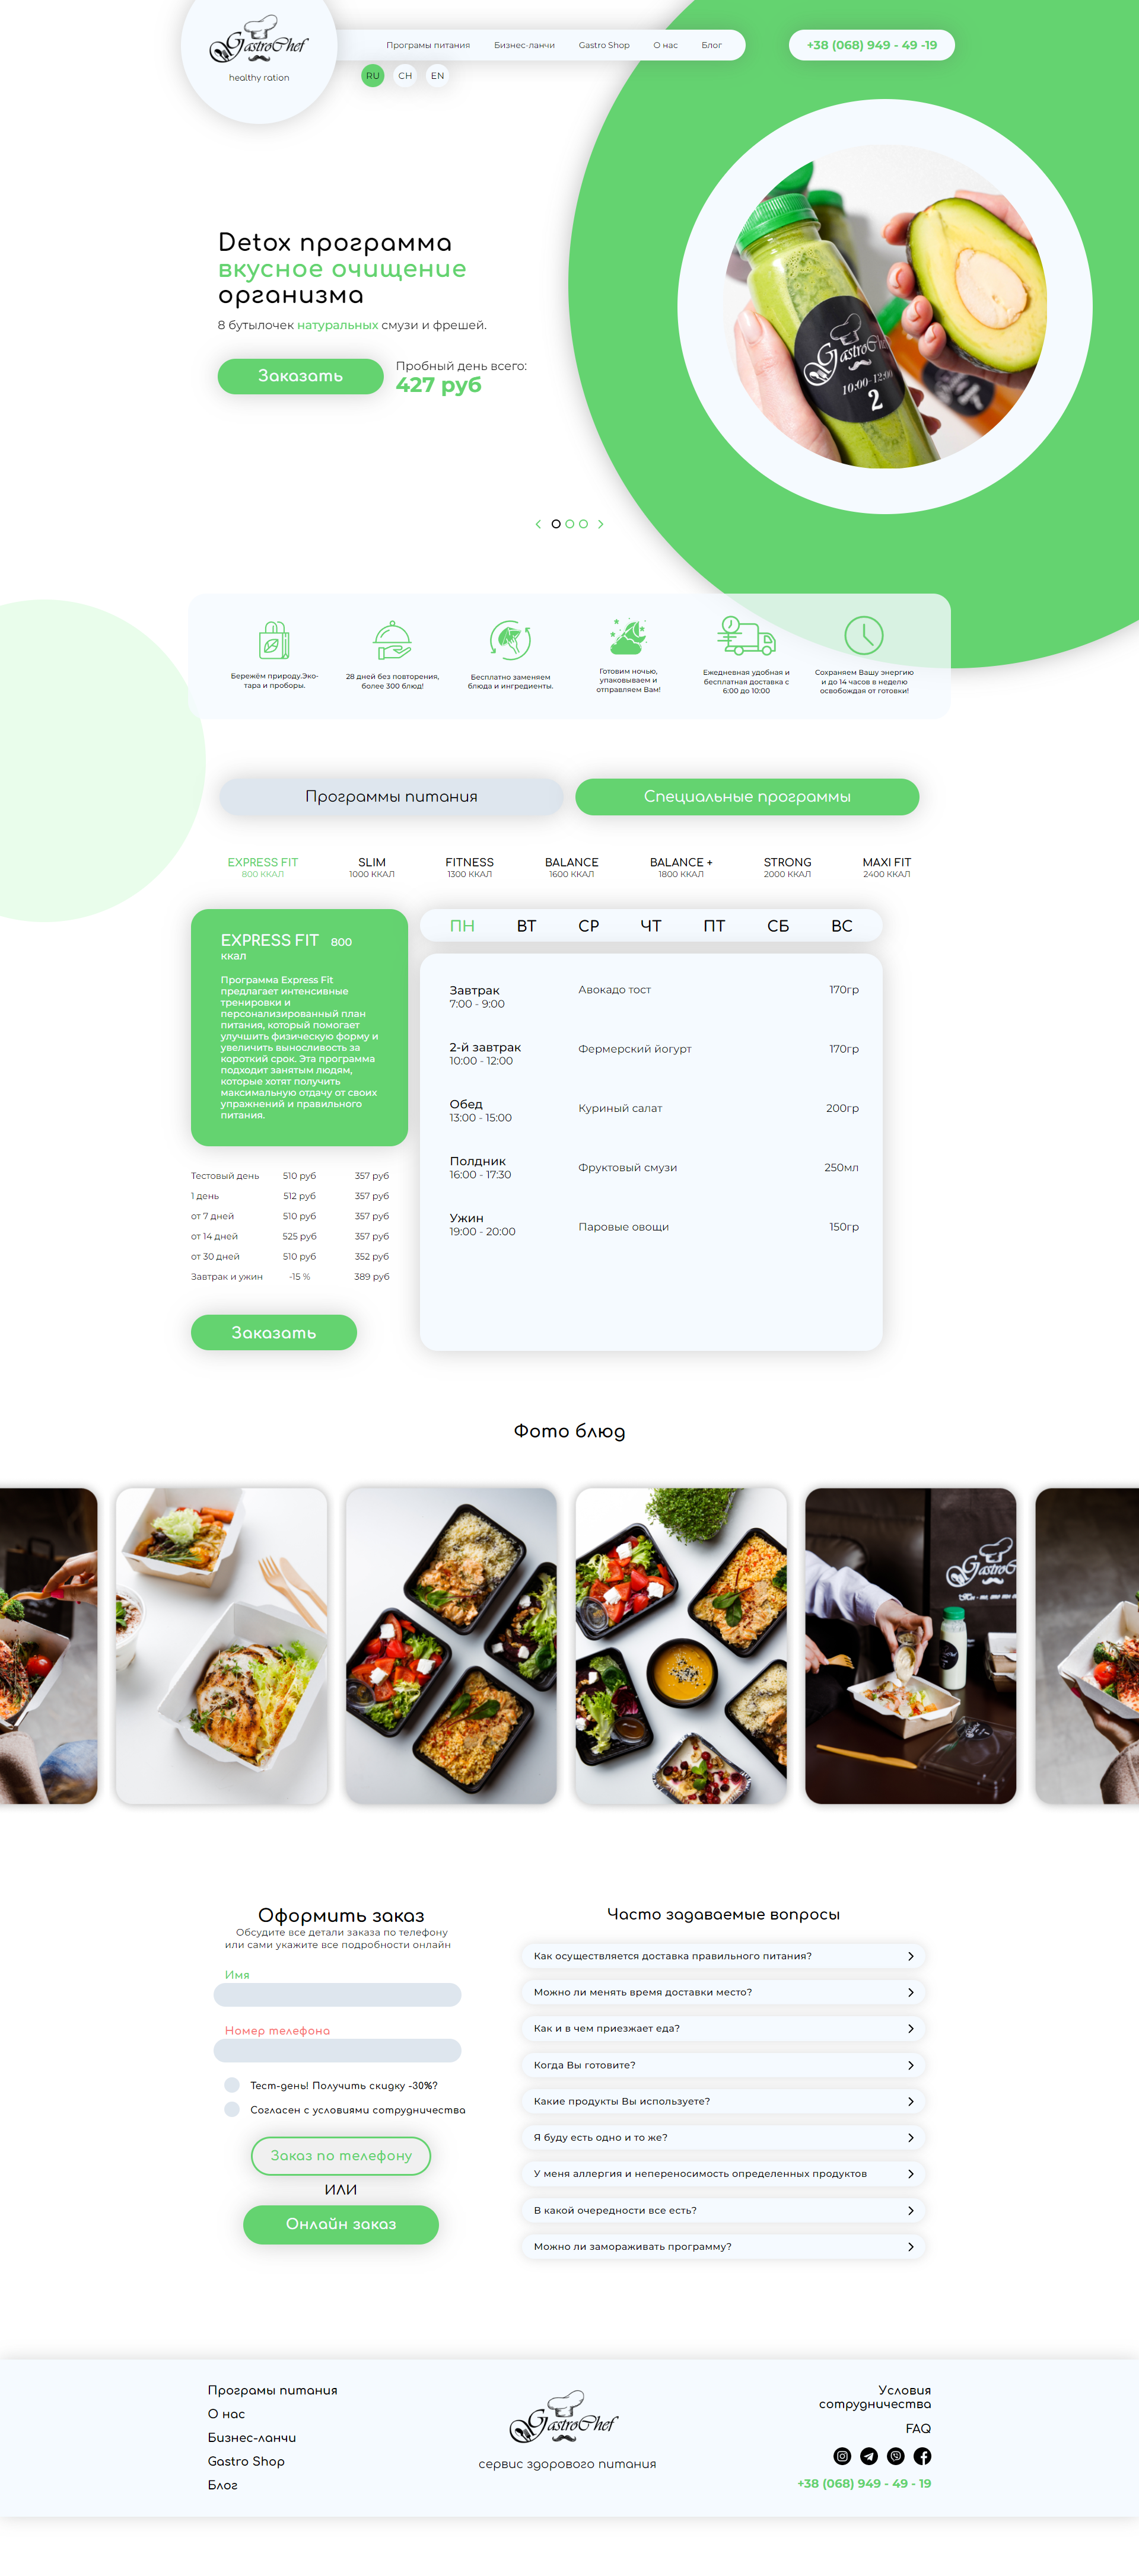 GastroChef
healthy ration
Програмы питания
Бизнес-ланчи
Gastro Shop
О нас
Блог
+38 (068) 949 - 49 -19
RU
CH
EN
Detox программа
вкусное очищение
организма
8 бутылочек натуральных смузи и фрешей.
Заказать
Пробный день всего:
427 руб
GastroChef
10:00-12:00
2
Бережём природу.Эко-
тара и проборы.
28 дней без повторения,
более 300 блюд!
Бесплатно заменяем
блюда и ингредиенты.
Готовим ночью,
упаковываем и
отправляем Вам!
Ежедневная удобная и
бесплатная доставка с
6:00 до 10:00
Сохраняем Вашу энергию
и до 14 часов в неделю
освобождая от готовки!
Программы питания
Специальные программы
EXPRESS FIT
800 ККАЛ
SLIM
1000 ККАЛ
FITNESS
1300 ККАЛ
BALANCE
1600 ККАЛ
BALANCE +
1800 ККАЛ
STRONG
2000 ККАЛ
MAXI FIT
2400 ККАЛ
EXPRESS FIT 800
ккал
Программа Express Fit
предлагает интенсивные
тренировки и
персонализированный план
питания, который помогает
улучшить физическую форму и
увеличить выносливость за
короткий срок. Эта программа
подходит занятым людям,
которые хотят получить
максимальную отдачу от своих
упражнений и правильного
питания.
Тестовый день 510 руб 357 руб
1 день 512 руб 357 руб
от 7 дней 510 руб 357 руб
от 14 дней 525 руб 357 руб
от 30 дней 510 руб 352 руб
Завтрак и ужин -15 % 389 руб
Заказать
ПН ВТ СР ЧТ ПТ СБ ВС
Завтрак
7:00 - 9:00
Авокадо тост
170гр
2-й завтрак
10:00 - 12:00
Фермерский йогурт
170гр
Обед
13:00 - 15:00
Куриный салат
200гр
Полдник
16:00 - 17:30
Фруктовый смузи
250мл
Ужин
19:00 - 20:00
Паровые овощи
150гр
Фото блюд
Оформить заказ
Обсудите все детали заказа по телефону
или сами укажите все подробности онлайн
Имя
Номер телефона
Тест-день! Получить скидку -30%?
Согласен с условиями сотрудничества
Заказ по телефону
ИЛИ
Онлайн заказ
Часто задаваемые вопросы
Как осуществляется доставка правильного питания?
Можно ли менять время доставки место?
Как и в чем приезжает еда?
Когда Вы готовите?
Какие продукты Вы используете?
Я буду есть одно и то же?
У меня аллергия и непереносимость определенных продуктов
В какой очередности все есть?
Можно ли замораживать программу?
Програмы питания
О нас
Бизнес-ланчи
Gastro Shop
Блог
GastroChef
сервис здорового питания
Условия
сотрудничества
FAQ
+38 (068) 949 - 49 - 19